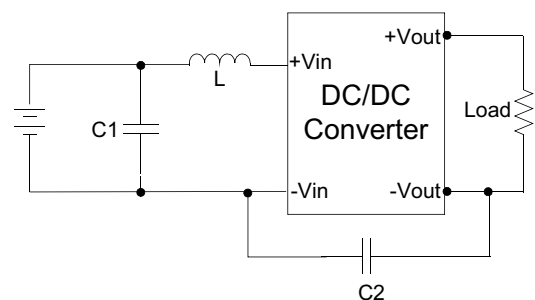 +Vout
+Vin
L
DC/DC
Converter
Load
C1
-Vin
-Vout
C2